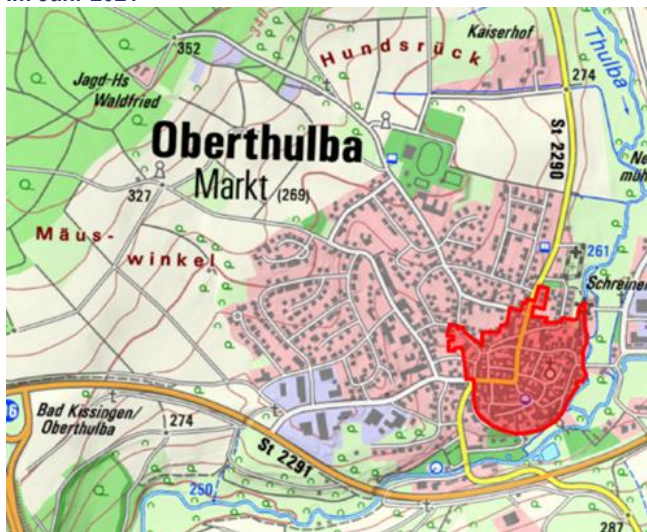 352
Kaiserhof
Hundsrück
274
Thulba
Jagd-Hs
Waldfried
Oberthulba
Markt (269)
St 2290
327
Mäus-
winkel
261
Bad Kissingen/
Oberthulba
274
St 2291
250
287